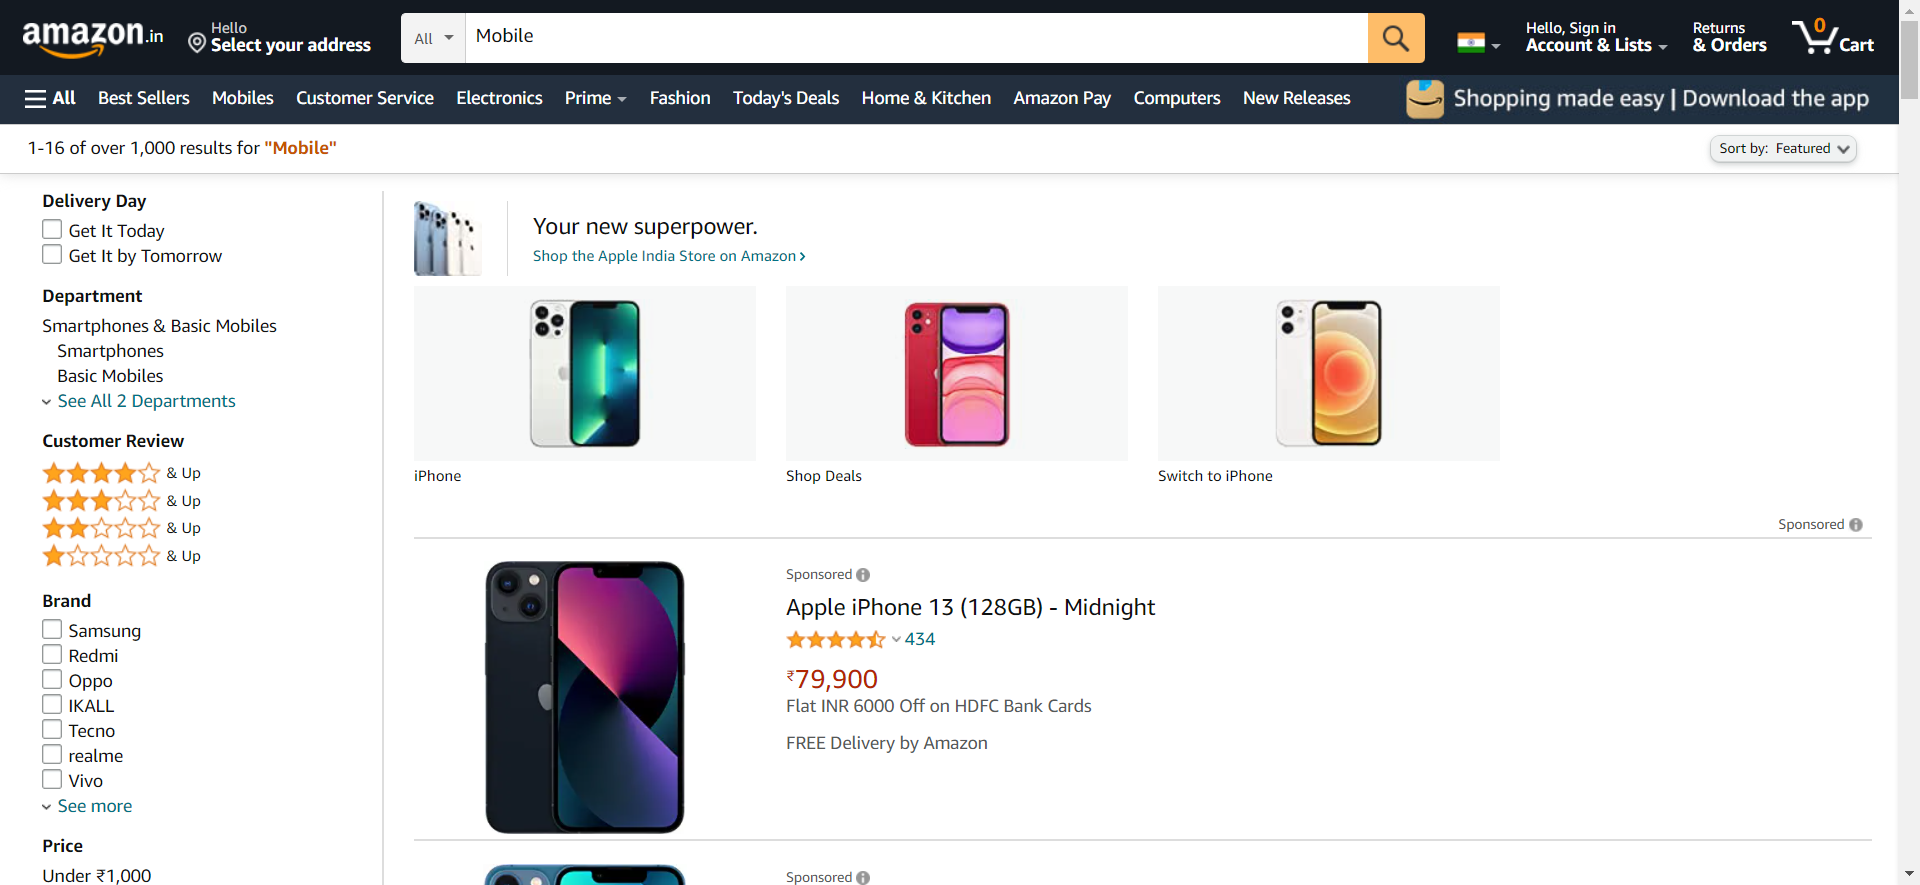 amazon.in
Hello
Select your address
All
Mobile
Hello, Sign in
Account & Lists
Returns
& Orders
0
Cart
All
Best Sellers
Mobiles
Customer Service
Electronics
Prime
Fashion
Today's Deals
Home & Kitchen
Amazon Pay
Computers
New Releases
Shopping made easy | Download the app
1-16 of over 1,000 results for "Mobile"
Sort by: Featured
Delivery Day
Get It Today
Get It by Tomorrow
Department
Smartphones & Basic Mobiles
Smartphones
Basic Mobiles
See All 2 Departments
Customer Review
& Up
& Up
& Up
& Up
Brand
Samsung
Redmi
Oppo
IKALL
Tecno
realme
Vivo
See more
Price
Under ₹1,000
Your new superpower.
Shop the Apple India Store on Amazon ›
iPhone
Shop Deals
Switch to iPhone
Sponsored
Sponsored
Apple iPhone 13 (128GB) - Midnight
434
₹79,900
Flat INR 6000 Off on HDFC Bank Cards
FREE Delivery by Amazon
Sponsored